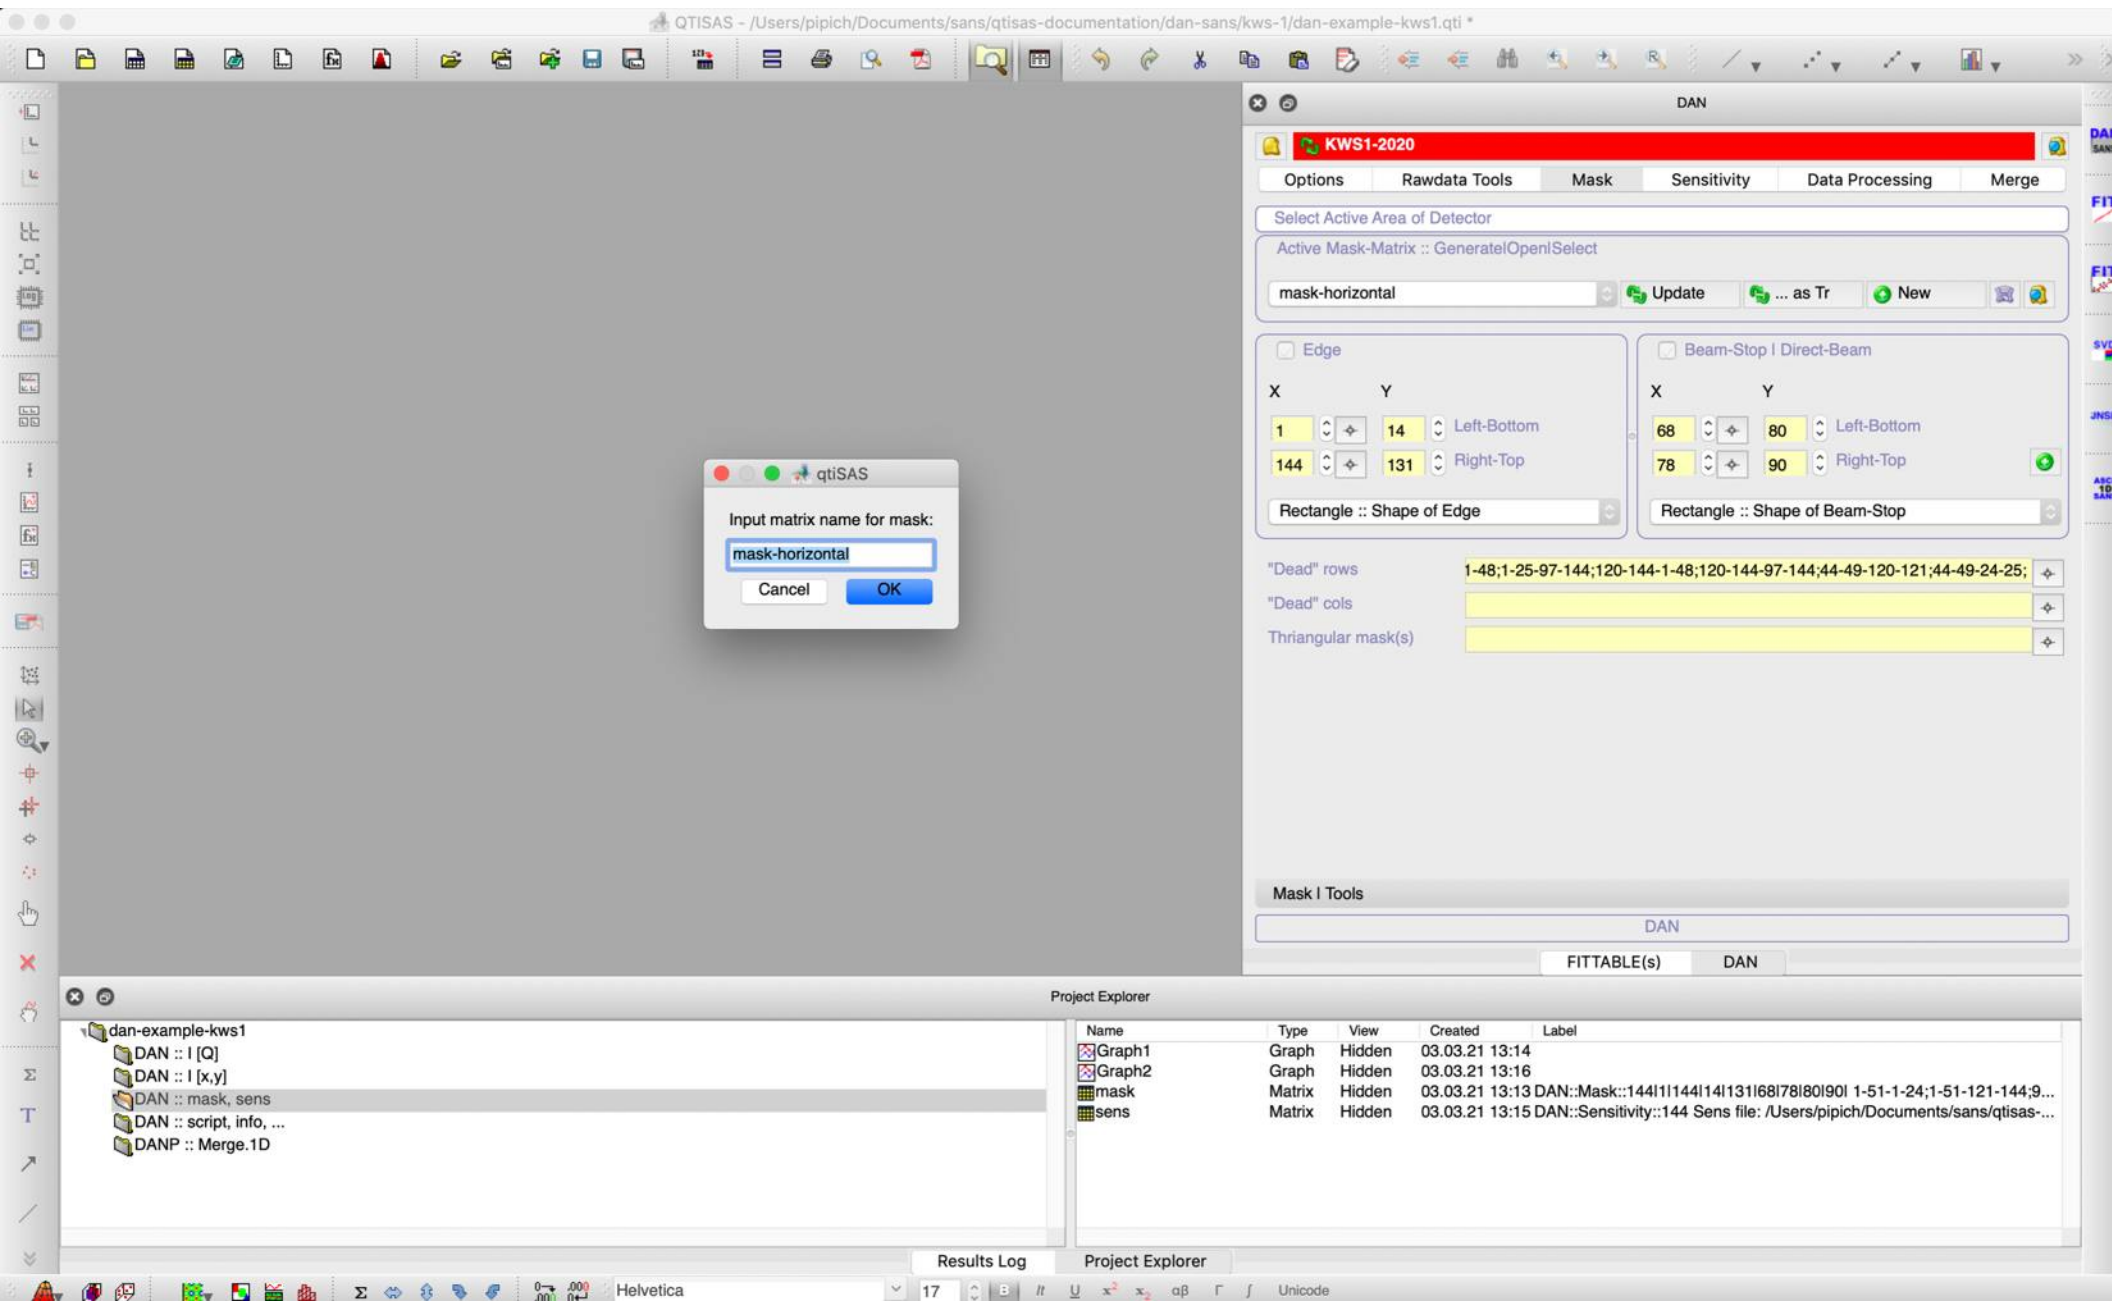 QTISAS - /Users/pipich/Documents/sans/qtisas-documentation/dan-sans/kws-1/dan-example-kws1.qti *
DAN
KWS1-2020
Options Rawdata Tools Mask Sensitivity Data Processing Merge
Select Active Area of Detector
Active Mask-Matrix :: Generate|Open|Select
mask-horizontal Update ... as Tr New
Edge Beam-Stop | Direct-Beam
X Y X Y
1 14 Left-Bottom 68 80 Left-Bottom
144 131 Right-Top 78 90 Right-Top
Rectangle :: Shape of Edge Rectangle :: Shape of Beam-Stop
qtiSAS
Input matrix name for mask:
mask-horizontal
Cancel OK
"Dead" rows 1-48;1-25-97-144;120-144-1-48;120-144-97-144;44-49-120-121;44-49-24-25;
"Dead" cols
Thriangular mask(s)
Mask | Tools
DAN
FITTABLE(s) DAN
Project Explorer
dan-example-kws1
DAN :: I [Q]
DAN :: I [x,y]
DAN :: mask, sens
DAN :: script, info, ...
DANP :: Merge.1D
Name Type View Created Label
Graph1 Graph Hidden 03.03.21 13:14
Graph2 Graph Hidden 03.03.21 13:16
mask Matrix Hidden 03.03.21 13:13 DAN::Mask::144|1|144|14|131|68|78|80|90| 1-51-1-24;1-51-121-144;9...
sens Matrix Hidden 03.03.21 13:15 DAN::Sensitivity::144 Sens file: /Users/pipich/Documents/sans/qtisas-...
Results Log Project Explorer
Helvetica 17 B It U x² x₂ αβ Γ ∫ Unicode